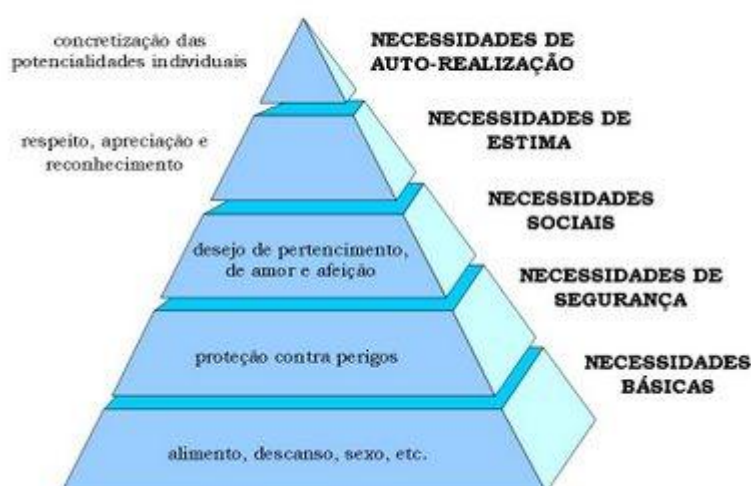 concretização das
potencialidades individuais
NECESSIDADES DE
AUTO-REALIZAÇÃO
respeito, apreciação e
reconhecimento
NECESSIDADES DE
ESTIMA
desejo de pertencimento,
de amor e afeição
NECESSIDADES
SOCIAIS
proteção contra perigos
NECESSIDADES DE
SEGURANÇA
alimento, descanso, sexo, etc.
NECESSIDADES
BÁSICAS